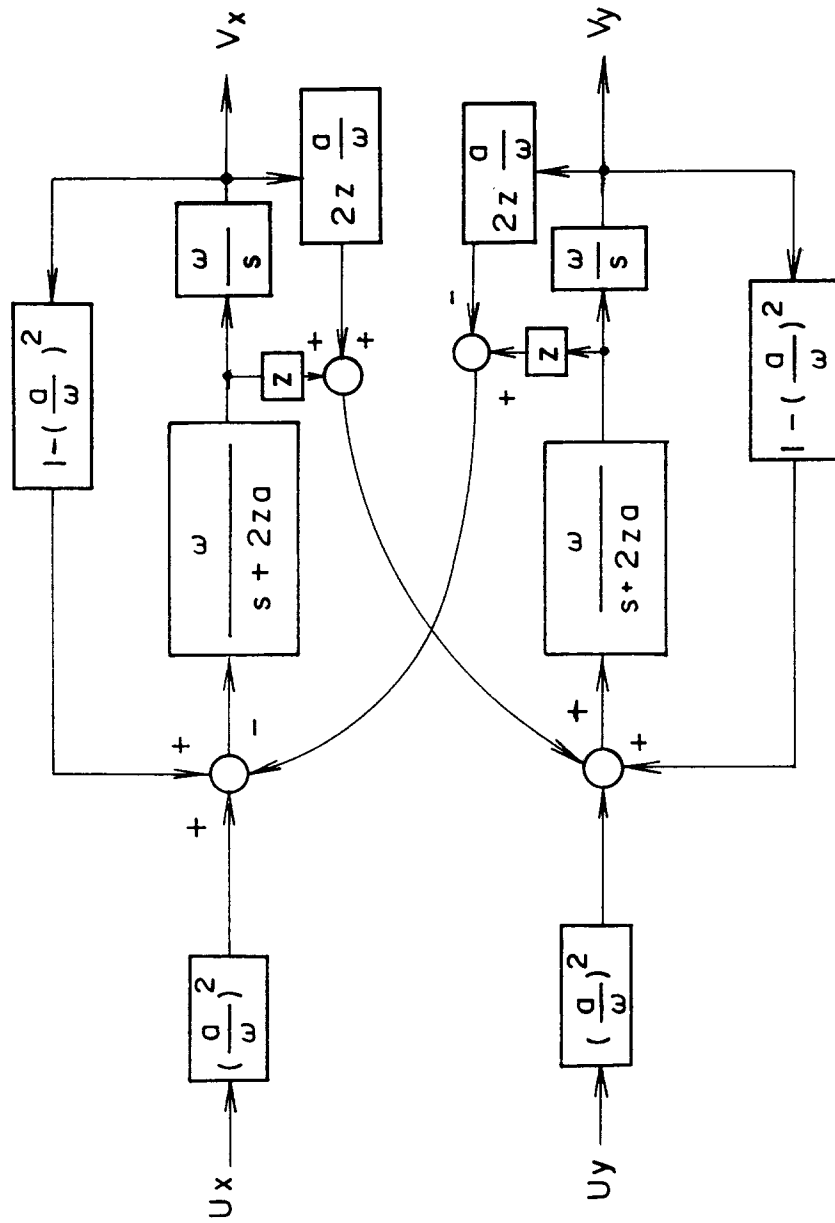 1-(a/ω)²
Ux
(a/ω)²
+
+
-
ω
s+2za
ω
s
Vx
z
+
+
2z a/ω
2z a/ω
-
+
z
Uy
(a/ω)²
+
+
ω
s+2za
ω
s
Vy
1-(a/ω)²